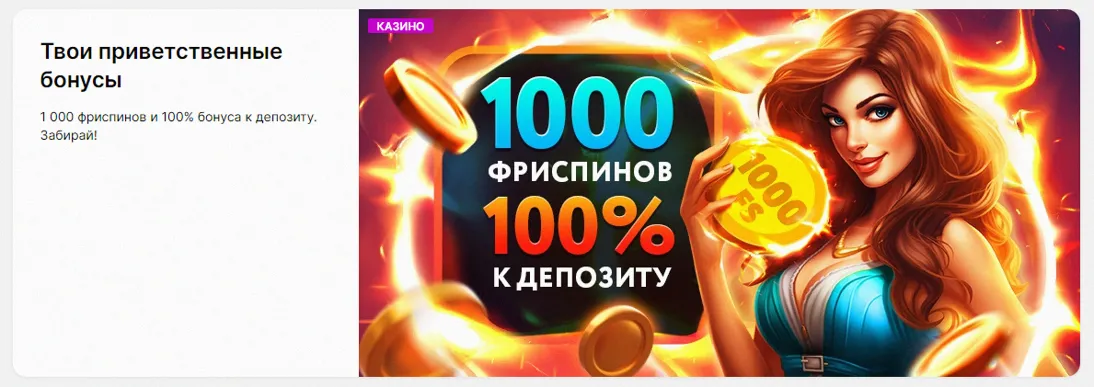 Твои приветственные
бонусы
1 000 фриспинов и 100% бонуса к депозиту.
Забирай!
КАЗИНО
1000
ФРИСПИНОВ
100%
К ДЕПОЗИТУ
1000
FS